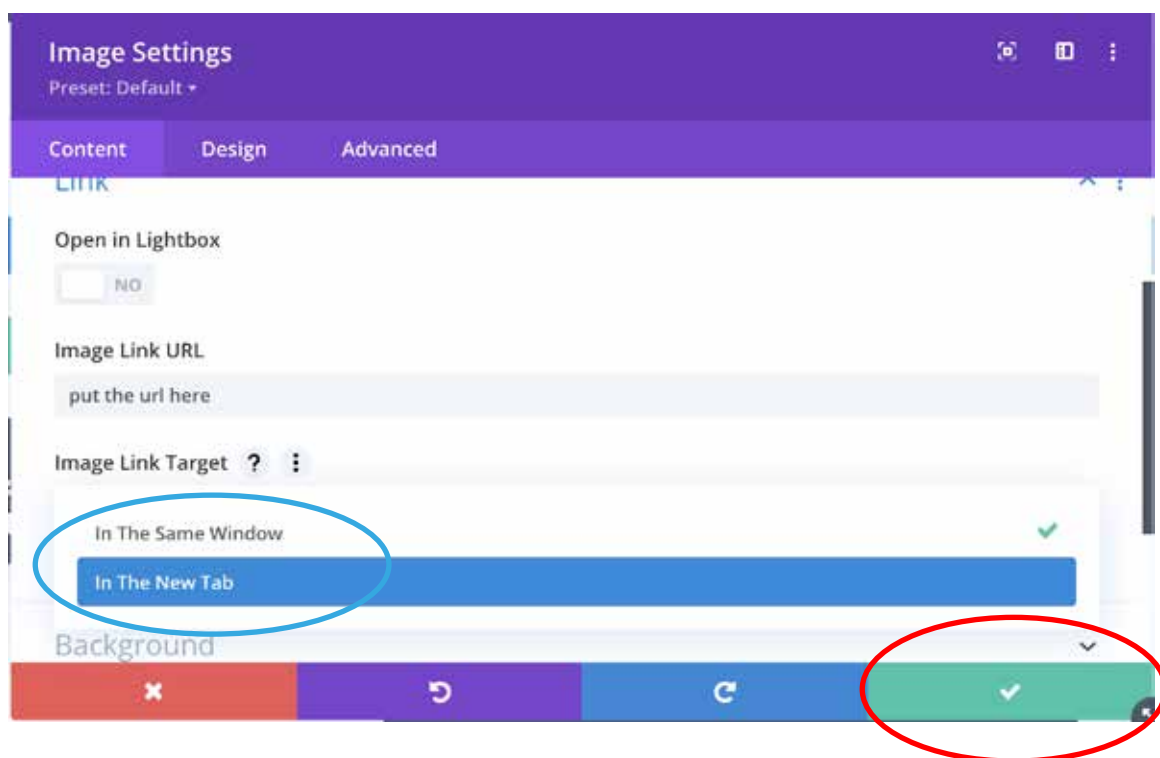 Image Settings
Preset: Default
Content Design Advanced
Link
Open in Lightbox
NO
Image Link URL
put the url here
Image Link Target ?
In The Same Window
In The New Tab
Background